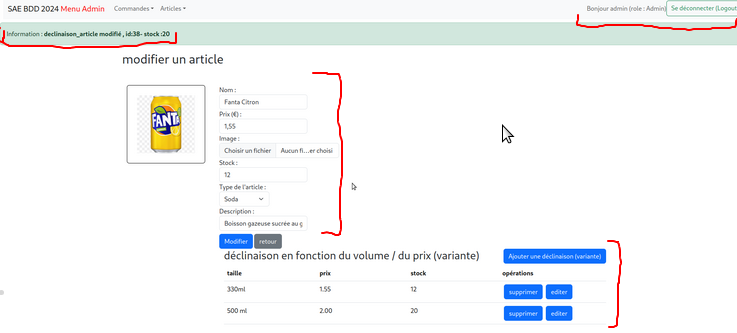 SAE BDD 2024 Menu Admin Commandes Articles Bonjour admin (role : Admin) Se déconnecter (Logout
Information : declinaison_article modifié , id:38- stock :20
modifier un article
FANTA
Nom :
Fanta Citron
Prix (€) :
1,55
Image :
Choisir un fichier Aucun fi...er choisi
Stock :
12
Type de l'article :
Soda
Description :
Boisson gazeuse sucrée au g
Modifier retour
déclinaison en fonction du volume / du prix (variante) Ajouter une déclinaison (variante)
taille prix stock opérations
330ml 1.55 12 supprimer editer
500 ml 2.00 20 supprimer editer